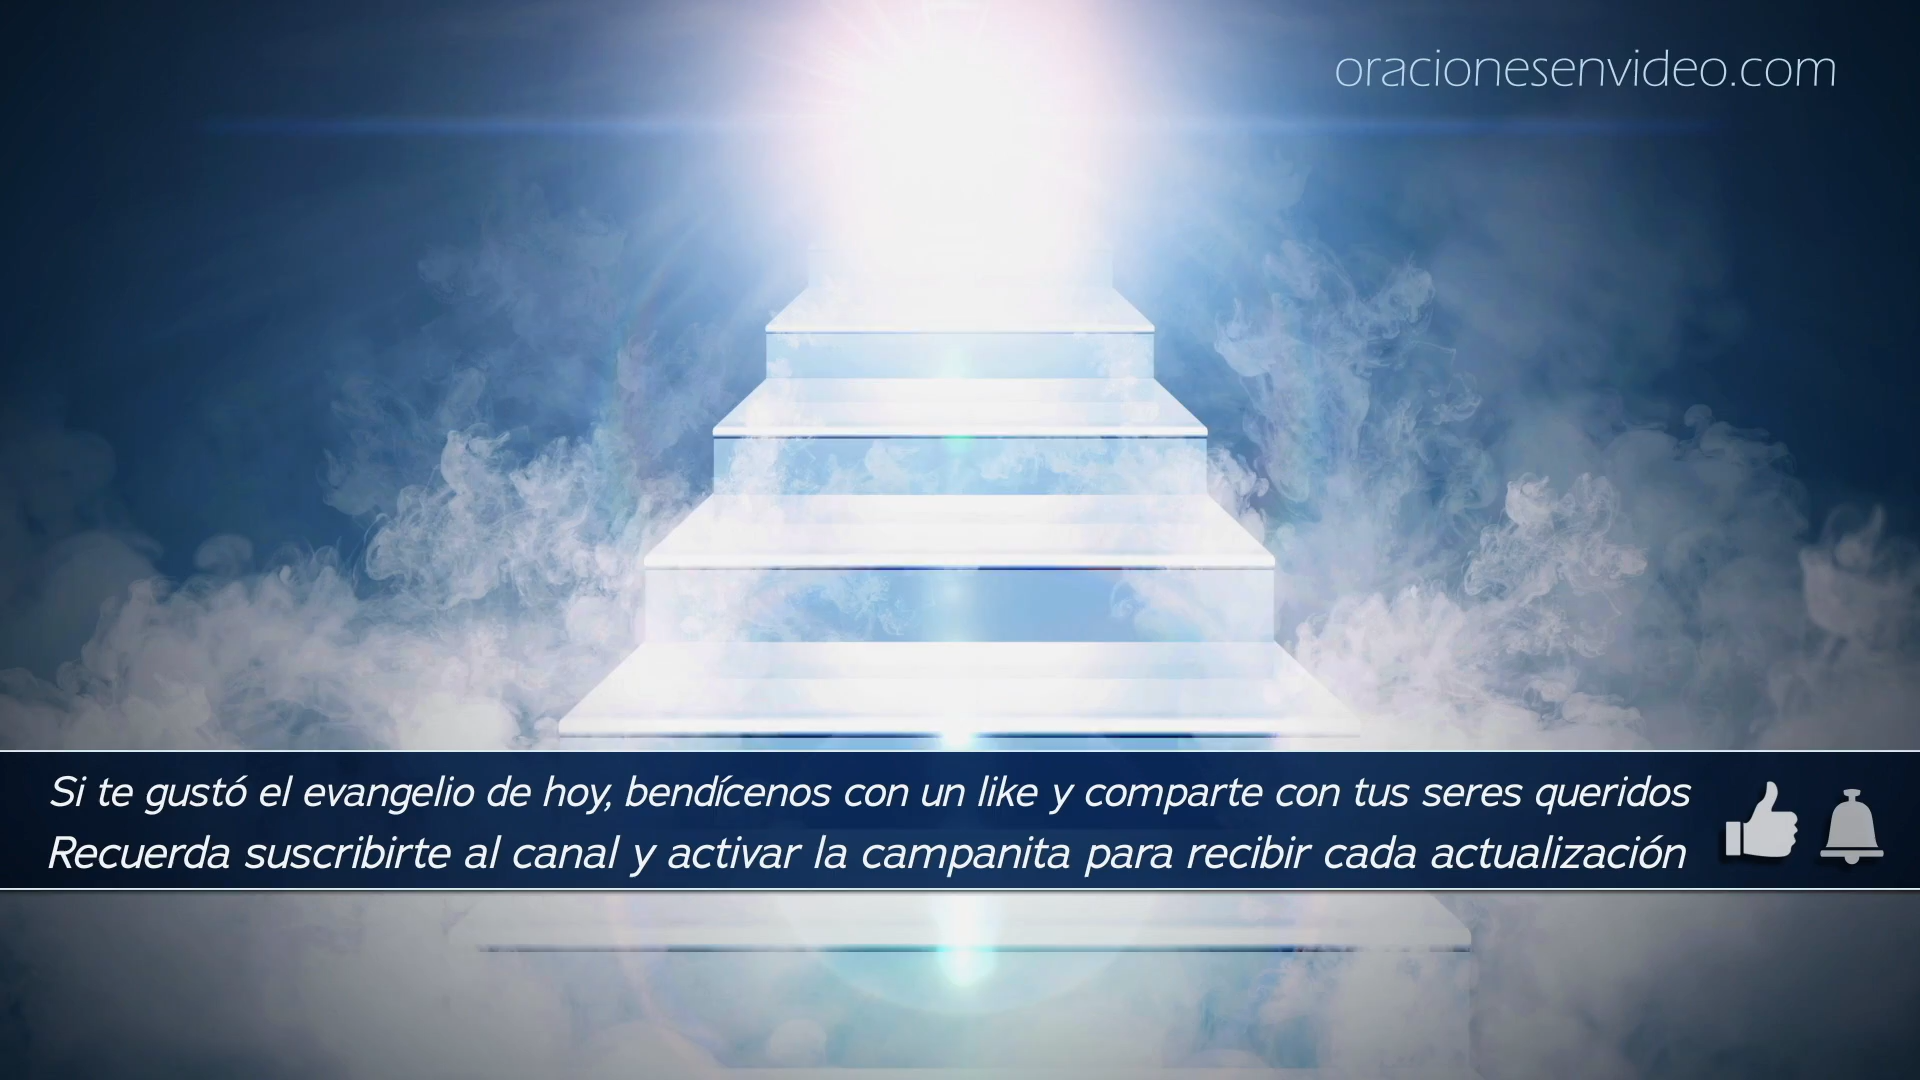 oracionesenvideo.com
Si te gustó el evangelio de hoy, bendícenos con un like y comparte con tus seres queridos
Recuerda suscribirte al canal y activar la campanita para recibir cada actualización